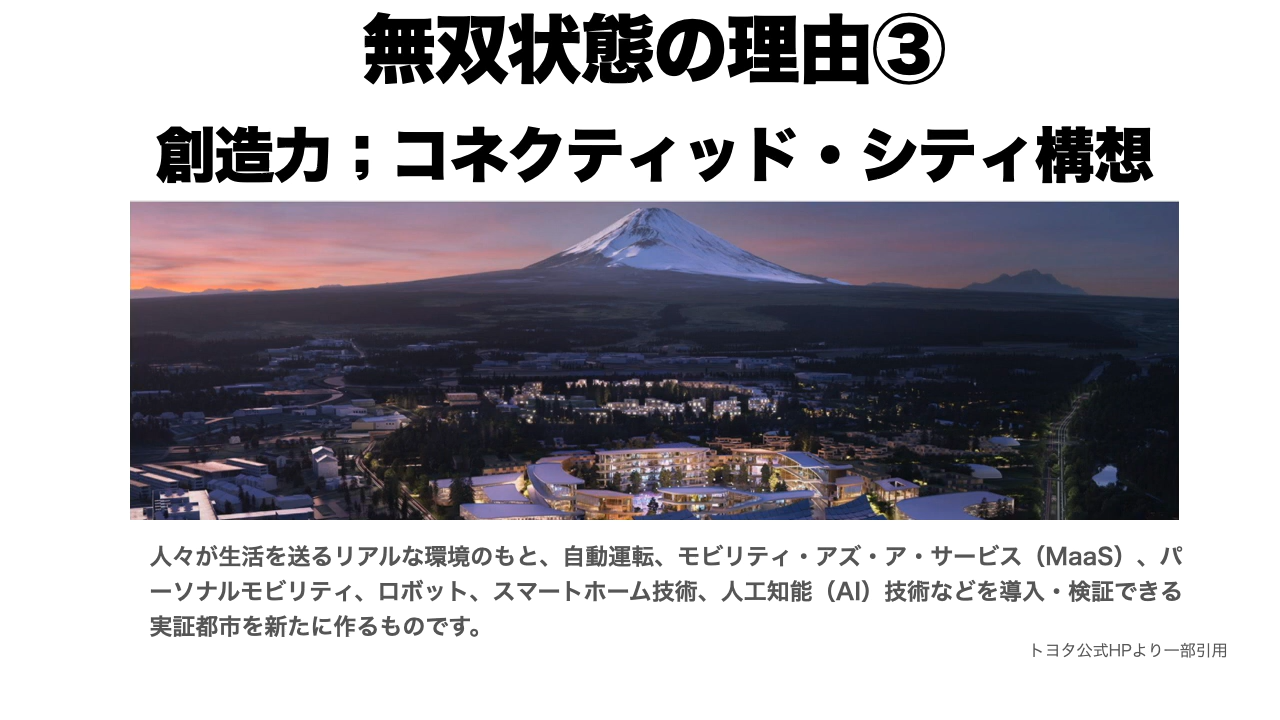 無双状態の理由③
創造力；コネクティッド・シティ構想
人々が生活を送るリアルな環境のもと、自動運転、モビリティ・アズ・ア・サービス（MaaS）、パ
ーソナルモビリティ、ロボット、スマートホーム技術、人工知能（AI）技術などを導入・検証できる
実証都市を新たに作るものです。
トヨタ公式HPより一部引用